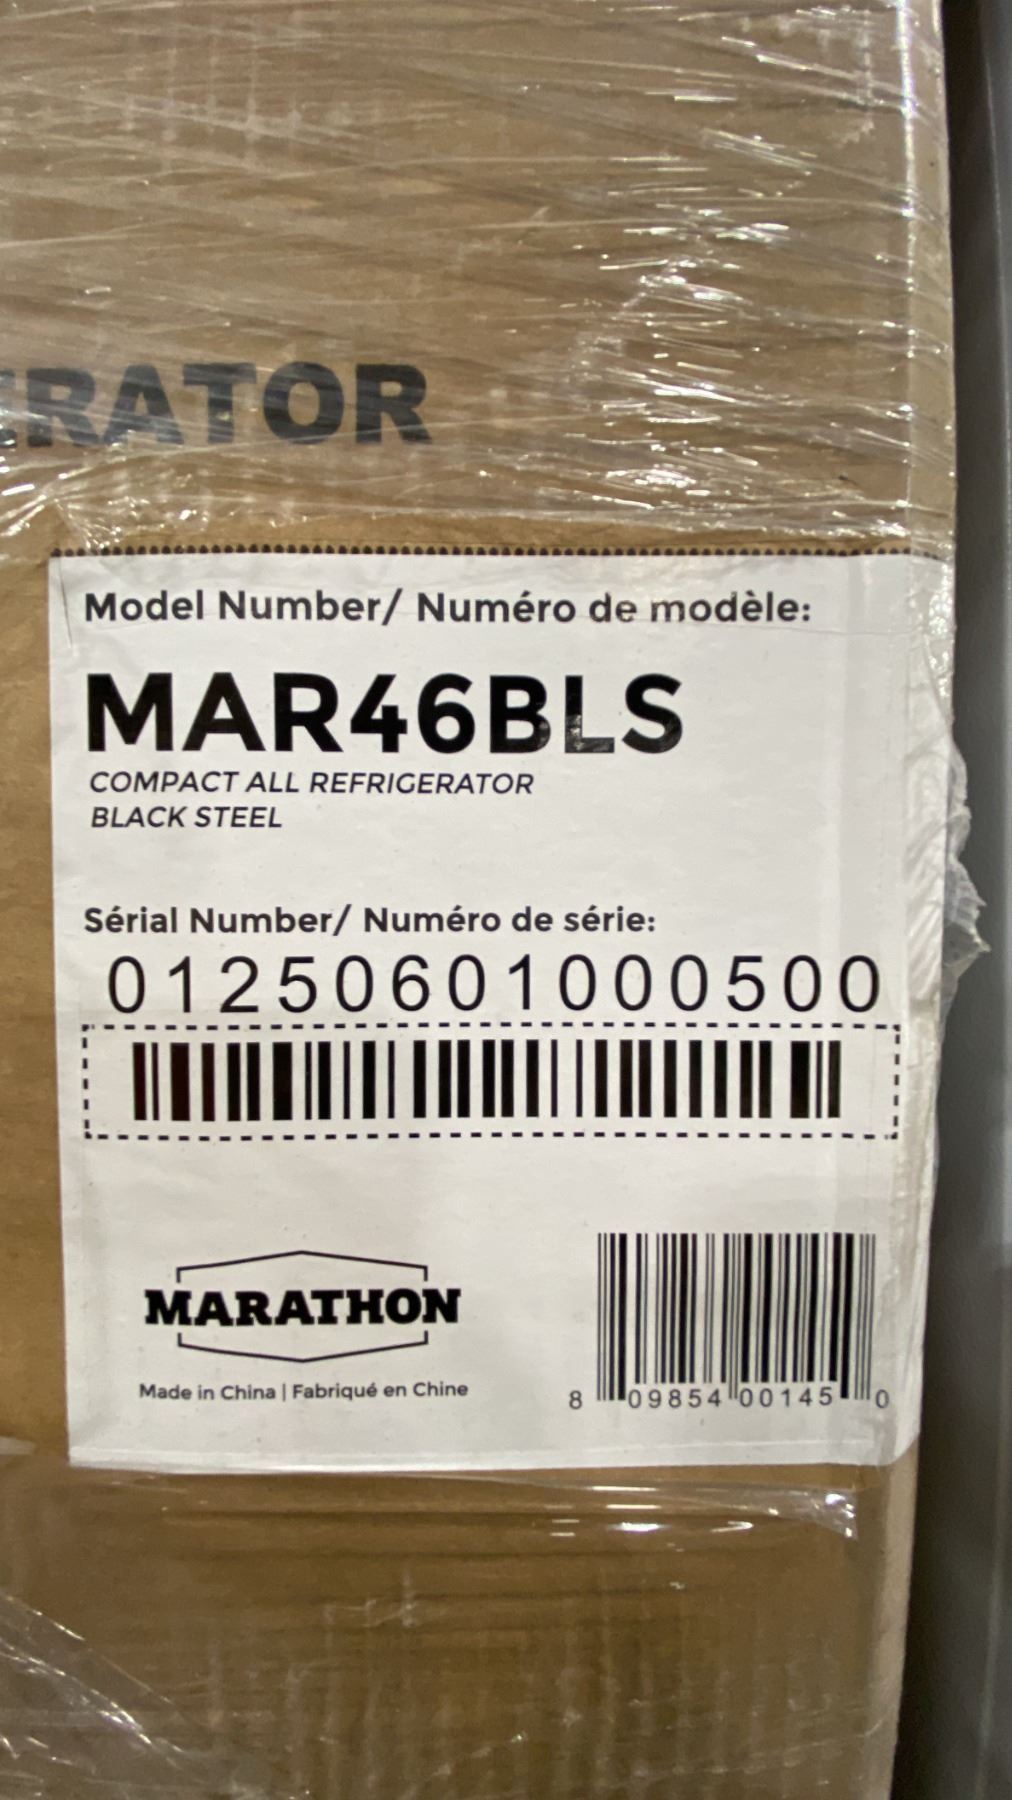 ERATOR
Model Number/ Numéro de modèle:
MAR46BLS
COMPACT ALL REFRIGERATOR
BLACK STEEL
Sérial Number/ Numéro de série:
01250601000500
MARATHON
Made in China | Fabriqué en Chine
8 09854 00145 0